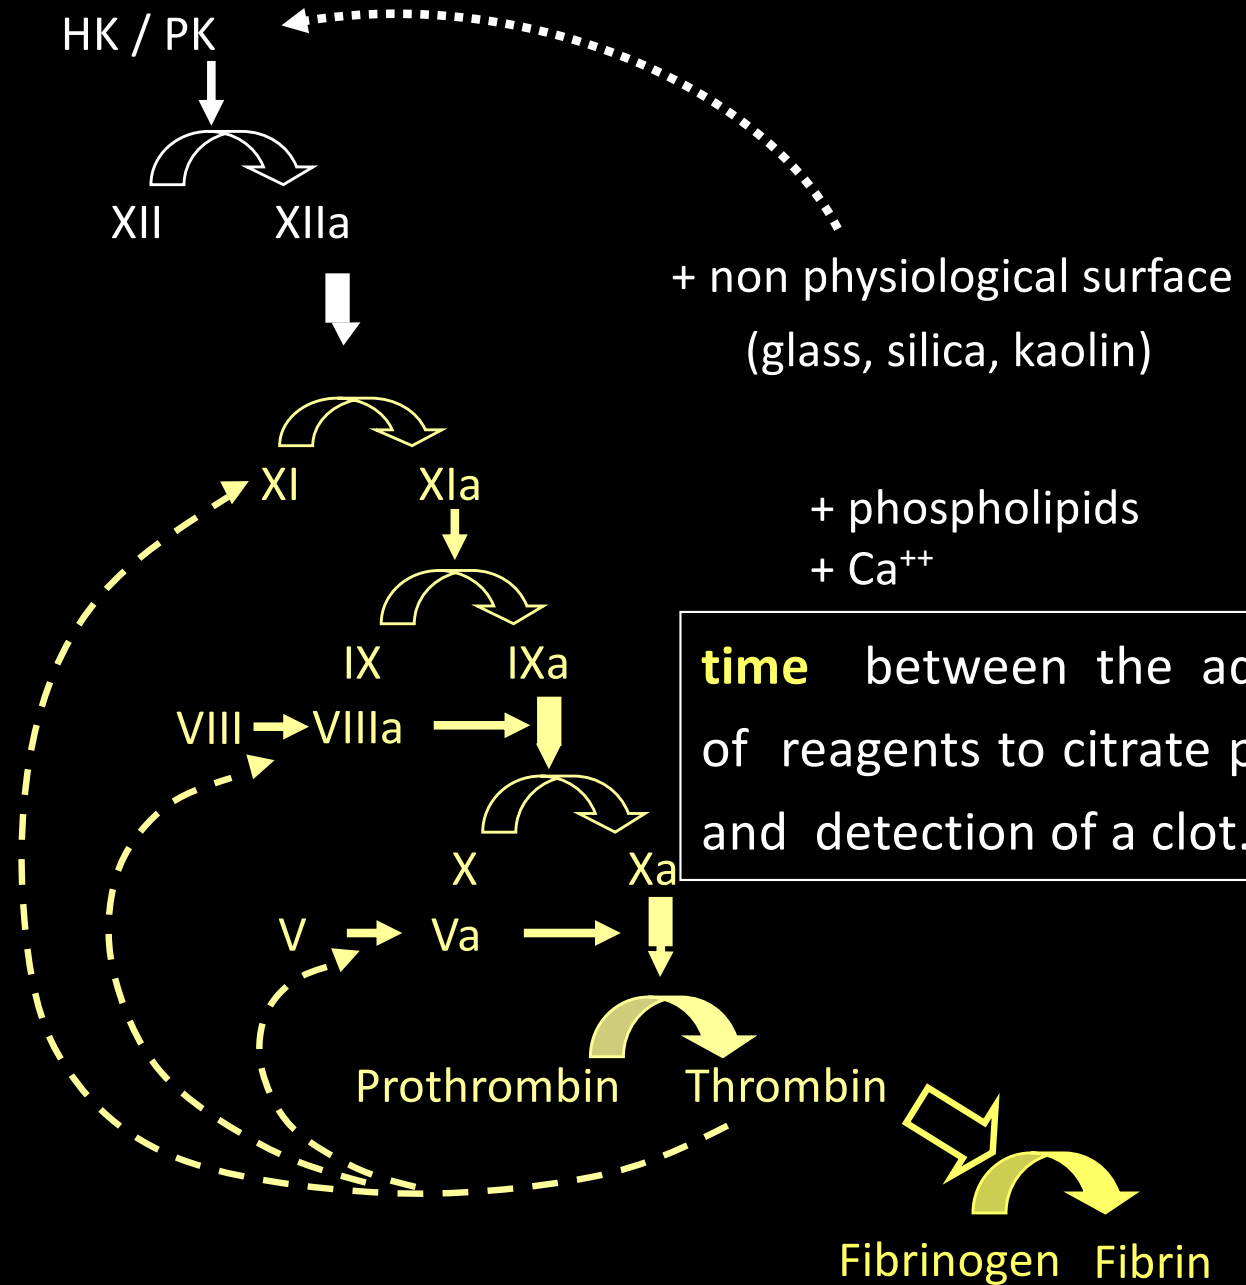 HK / PK
XII XIIa
+ non physiological surface
(glass, silica, kaolin)
XI XIa
+ phospholipids
+ Ca⁺⁺
IX IXa
time between the
of reagents to citrate
and detection of a clot.
VIII VIIIa
X Xa
V Va
Prothrombin Thrombin
Fibrinogen Fibrin